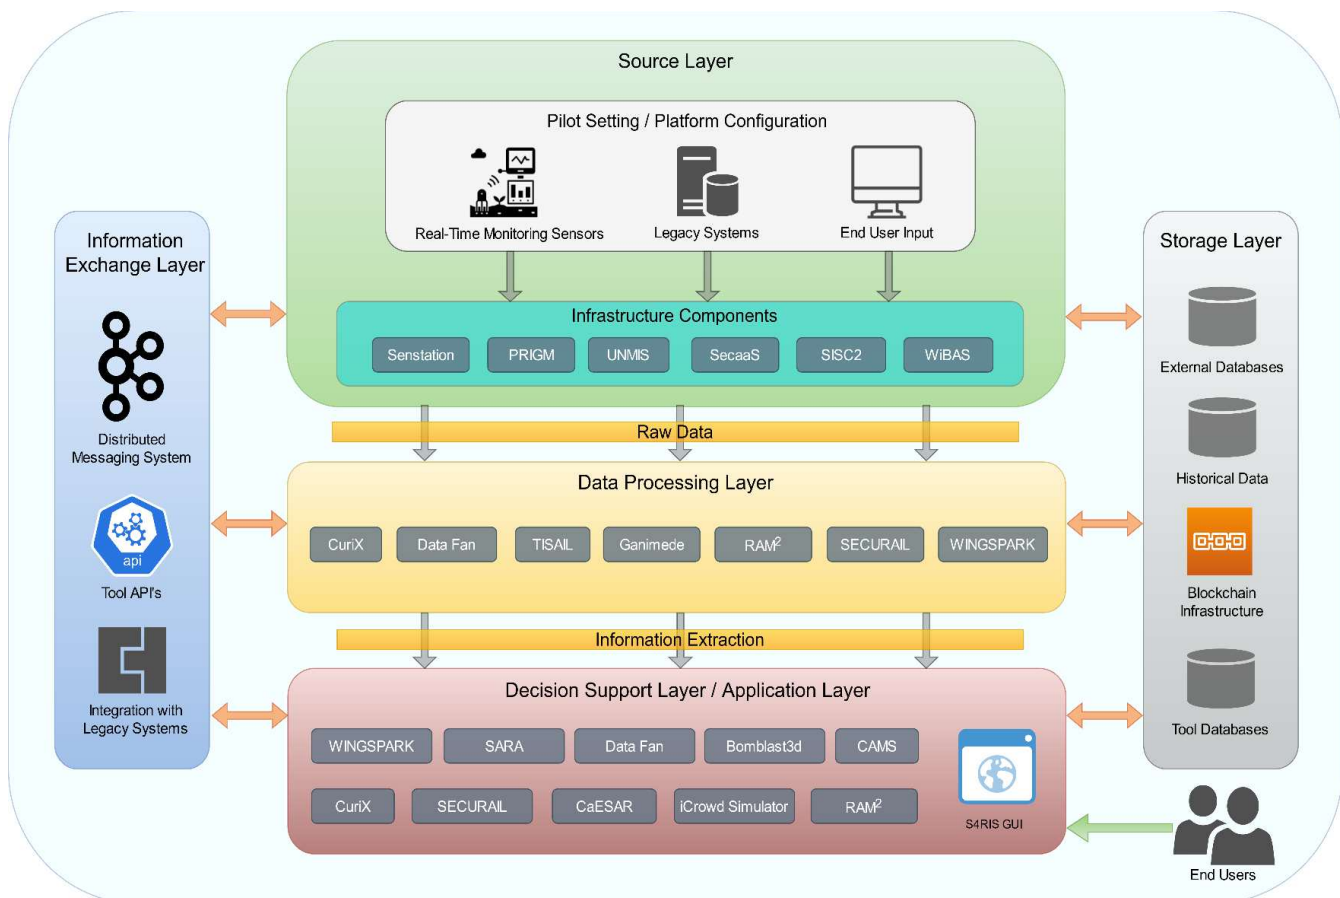 Source Layer
Pilot Setting / Platform Configuration
Real-Time Monitoring Sensors
Legacy Systems
End User Input
Infrastructure Components
Senstation
PRIGM
UNMIS
SecaaS
SISC2
WiBAS
Information
Exchange Layer
Distributed
Messaging System
api
Tool API's
Integration with
Legacy Systems
Storage Layer
External Databases
Historical Data
Blockchain
Infrastructure
Tool Databases
Raw Data
Data Processing Layer
CuriX
Data Fan
TISAIL
Ganimede
RAM²
SECURAIL
WINGSPARK
Information Extraction
Decision Support Layer / Application Layer
WINGSPARK
SARA
Data Fan
Bomblast3d
CAMS
CuriX
SECURAIL
CaESAR
iCrowd Simulator
RAM²
S4RIS GUI
End Users